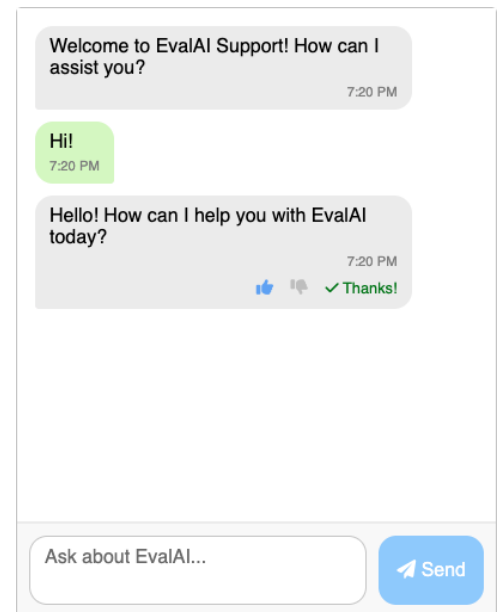 Welcome to EvalAI Support! How can I
assist you?
7:20 PM
Hi!
7:20 PM
Hello! How can I help you with EvalAI
today?
7:20 PM
Thanks!
Ask about EvalAI...
Send